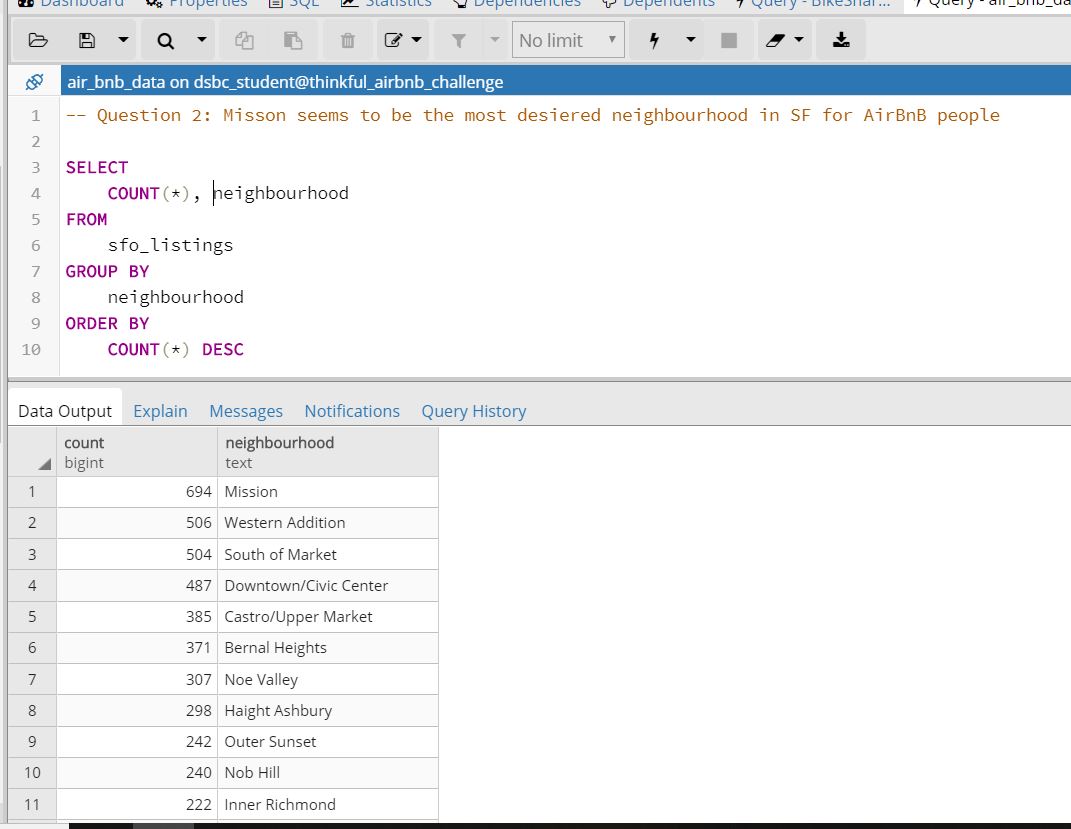 Dashboard Properties SQL Statistics Dependencies Dependents Query - BikeShar... Query - air_bnb_da
No limit
air_bnb_data on dsbc_student@thinkful_airbnb_challenge
1 -- Question 2: Misson seems to be the most desiered neighbourhood in SF for AirBnB people
2
3 SELECT
4 COUNT(*), neighbourhood
5 FROM
6 sfo_listings
7 GROUP BY
8 neighbourhood
9 ORDER BY
10 COUNT(*) DESC
Data Output Explain Messages Notifications Query History
count neighbourhood
bigint text
1 694 Mission
2 506 Western Addition
3 504 South of Market
4 487 Downtown/Civic Center
5 385 Castro/Upper Market
6 371 Bernal Heights
7 307 Noe Valley
8 298 Haight Ashbury
9 242 Outer Sunset
10 240 Nob Hill
11 222 Inner Richmond